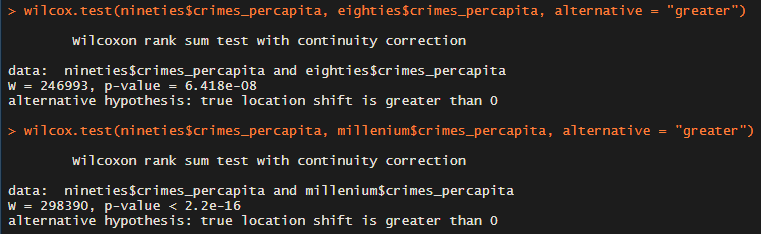 > wilcox.test(nineties$crimes_percapita, eighties$crimes_percapita, alternative = "greater")
Wilcoxon rank sum test with continuity correction
data:  nineties$crimes_percapita and eighties$crimes_percapita
W = 246993, p-value = 6.418e-08
alternative hypothesis: true location shift is greater than 0
> wilcox.test(nineties$crimes_percapita, millenium$crimes_percapita, alternative = "greater")
Wilcoxon rank sum test with continuity correction
data:  nineties$crimes_percapita and millenium$crimes_percapita
W = 298390, p-value < 2.2e-16
alternative hypothesis: true location shift is greater than 0